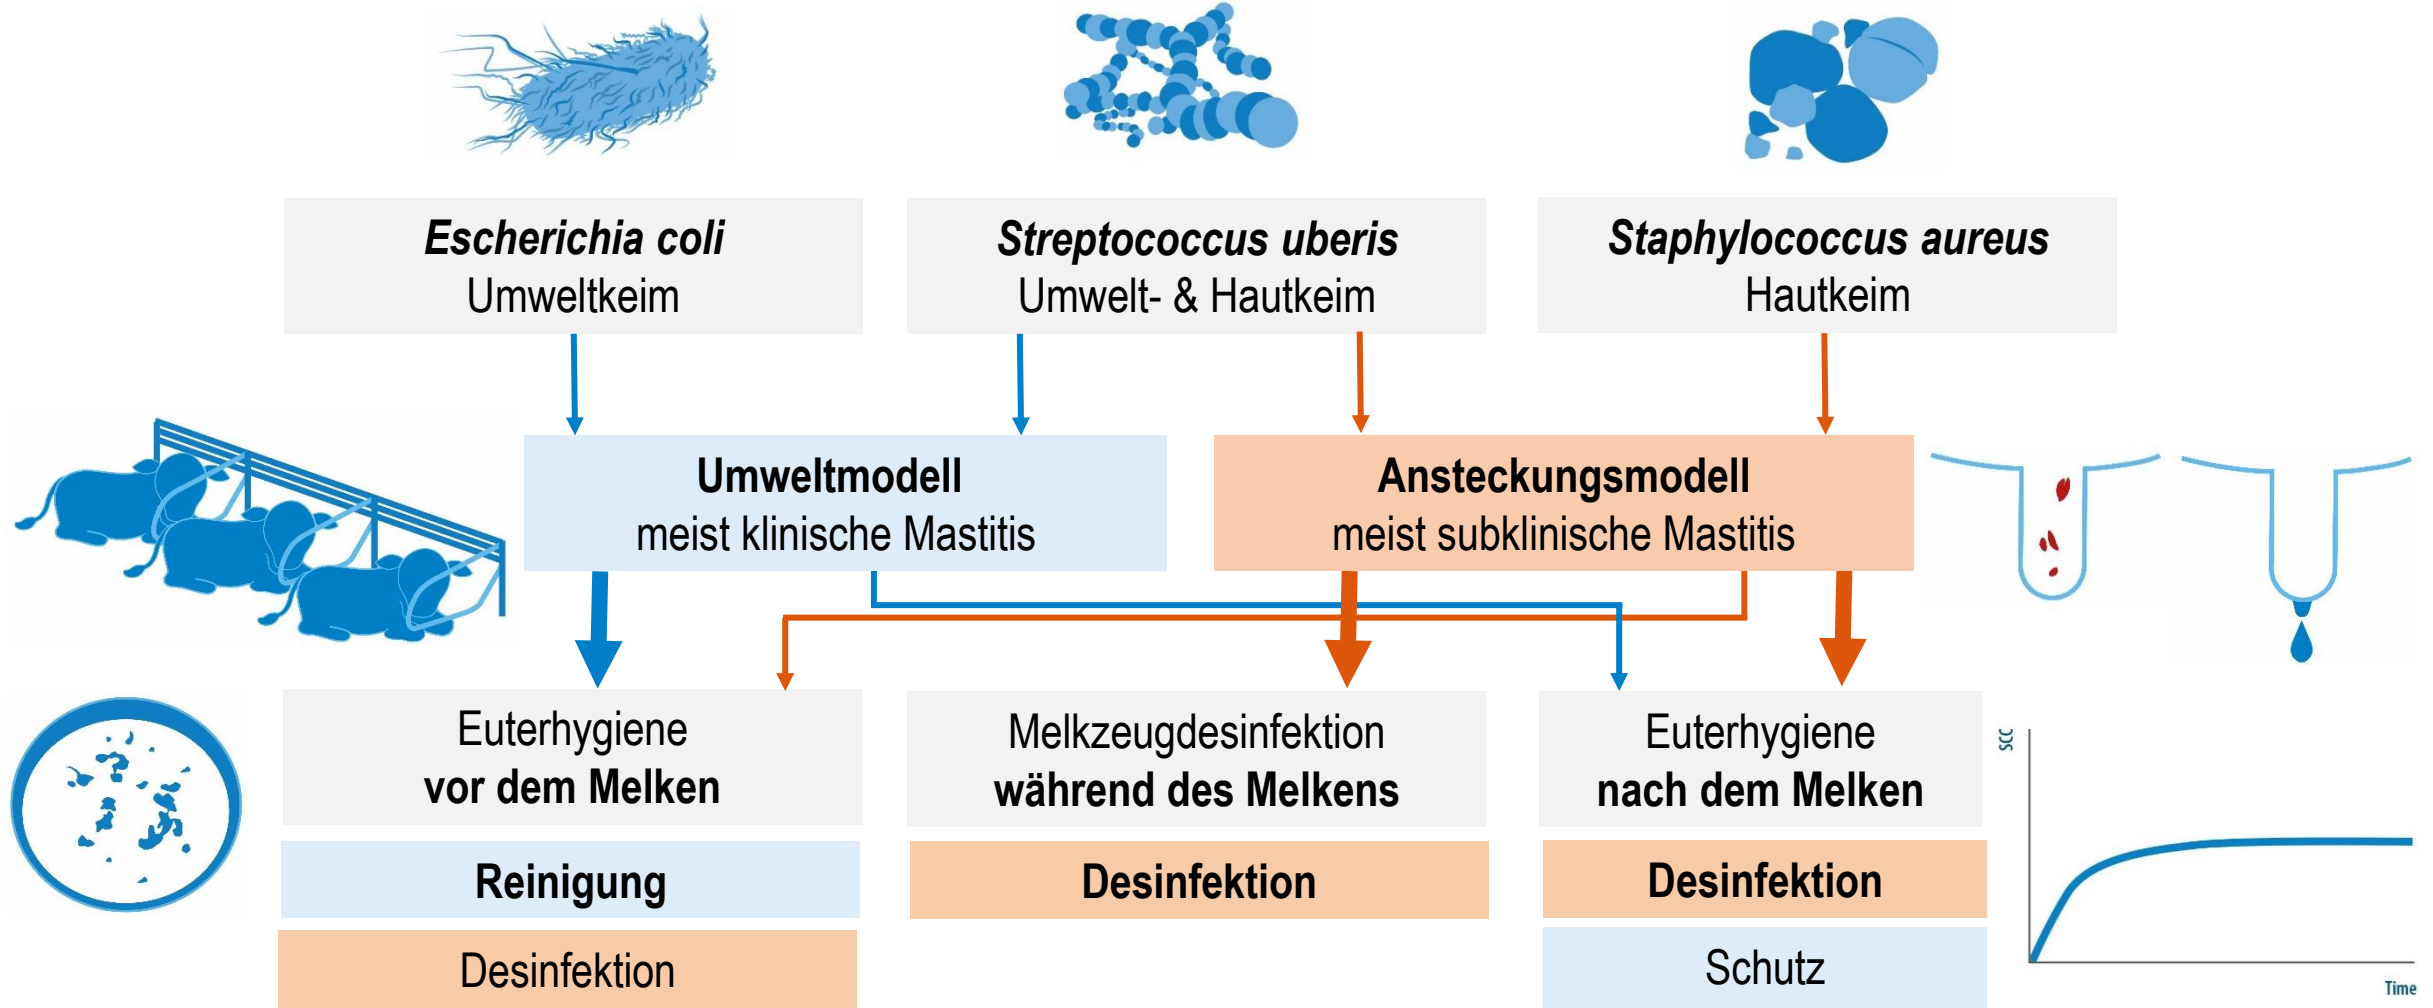 Escherichia coli
Umweltkeim
Streptococcus uberis
Umwelt- & Hautkeim
Staphylococcus aureus
Hautkeim
Umweltmodell
meist klinische Mastitis
Ansteckungsmodell
meist subklinische Mastitis
Euterhygiene
vor dem Melken
Melkzeugdesinfektion
während des Melkens
Euterhygiene
nach dem Melken
Reinigung
Desinfektion
Desinfektion
Desinfektion
Schutz
SCC
Time